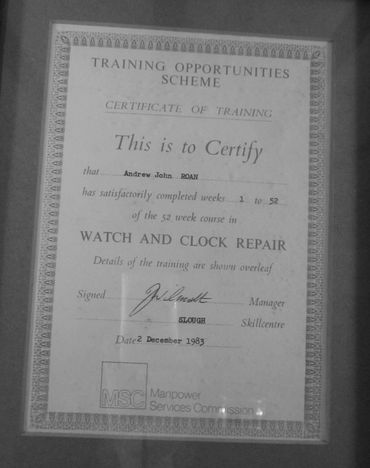 TRAINING OPPORTUNITIES
SCHEME
CERTIFICATE OF TRAINING
This is to Certify
that Andrew John ROAN
has satisfactorily completed weeks 1 to 52
of the 52 week course in
WATCH AND CLOCK REPAIR
Details of the training are shown overleaf
Signed Manager
SLOUGH Skillcentre
Date 2 December 1983
MSC Manpower
Services Commission